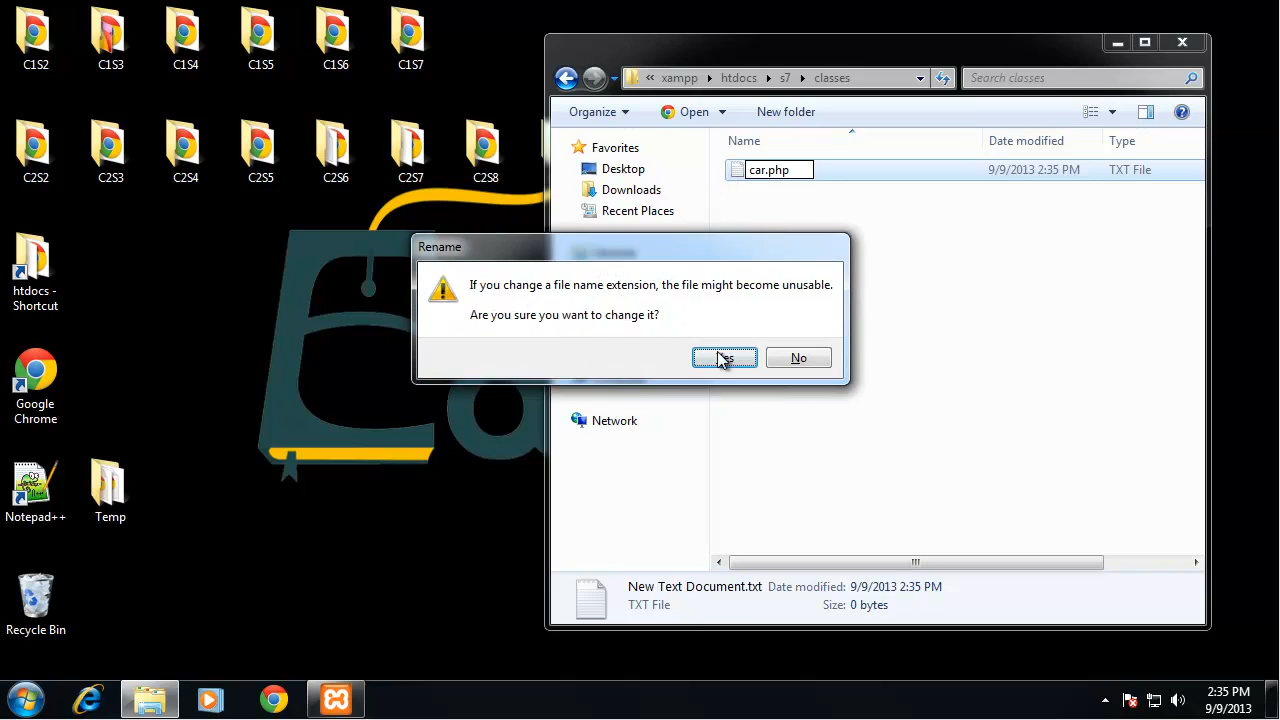 C1S2
C1S3
C1S4
C1S5
C1S6
C1S7
C2S2
C2S3
C2S4
C2S5
C2S6
C2S7
C2S8
htdocs -
Shortcut
Google
Chrome
Notepad++
Temp
Recycle Bin
« xampp htdocs s7 classes
Search classes
Organize
Open
New folder
Name
Date modified
Type
Favorites
Desktop
Downloads
Recent Places
Network
car.php
9/9/2013 2:35 PM
TXT File
Rename
If you change a file name extension, the file might become unusable.
Are you sure you want to change it?
No
New Text Document.txt Date modified: 9/9/2013 2:35 PM
TXT File Size: 0 bytes
2:35 PM
9/9/2013